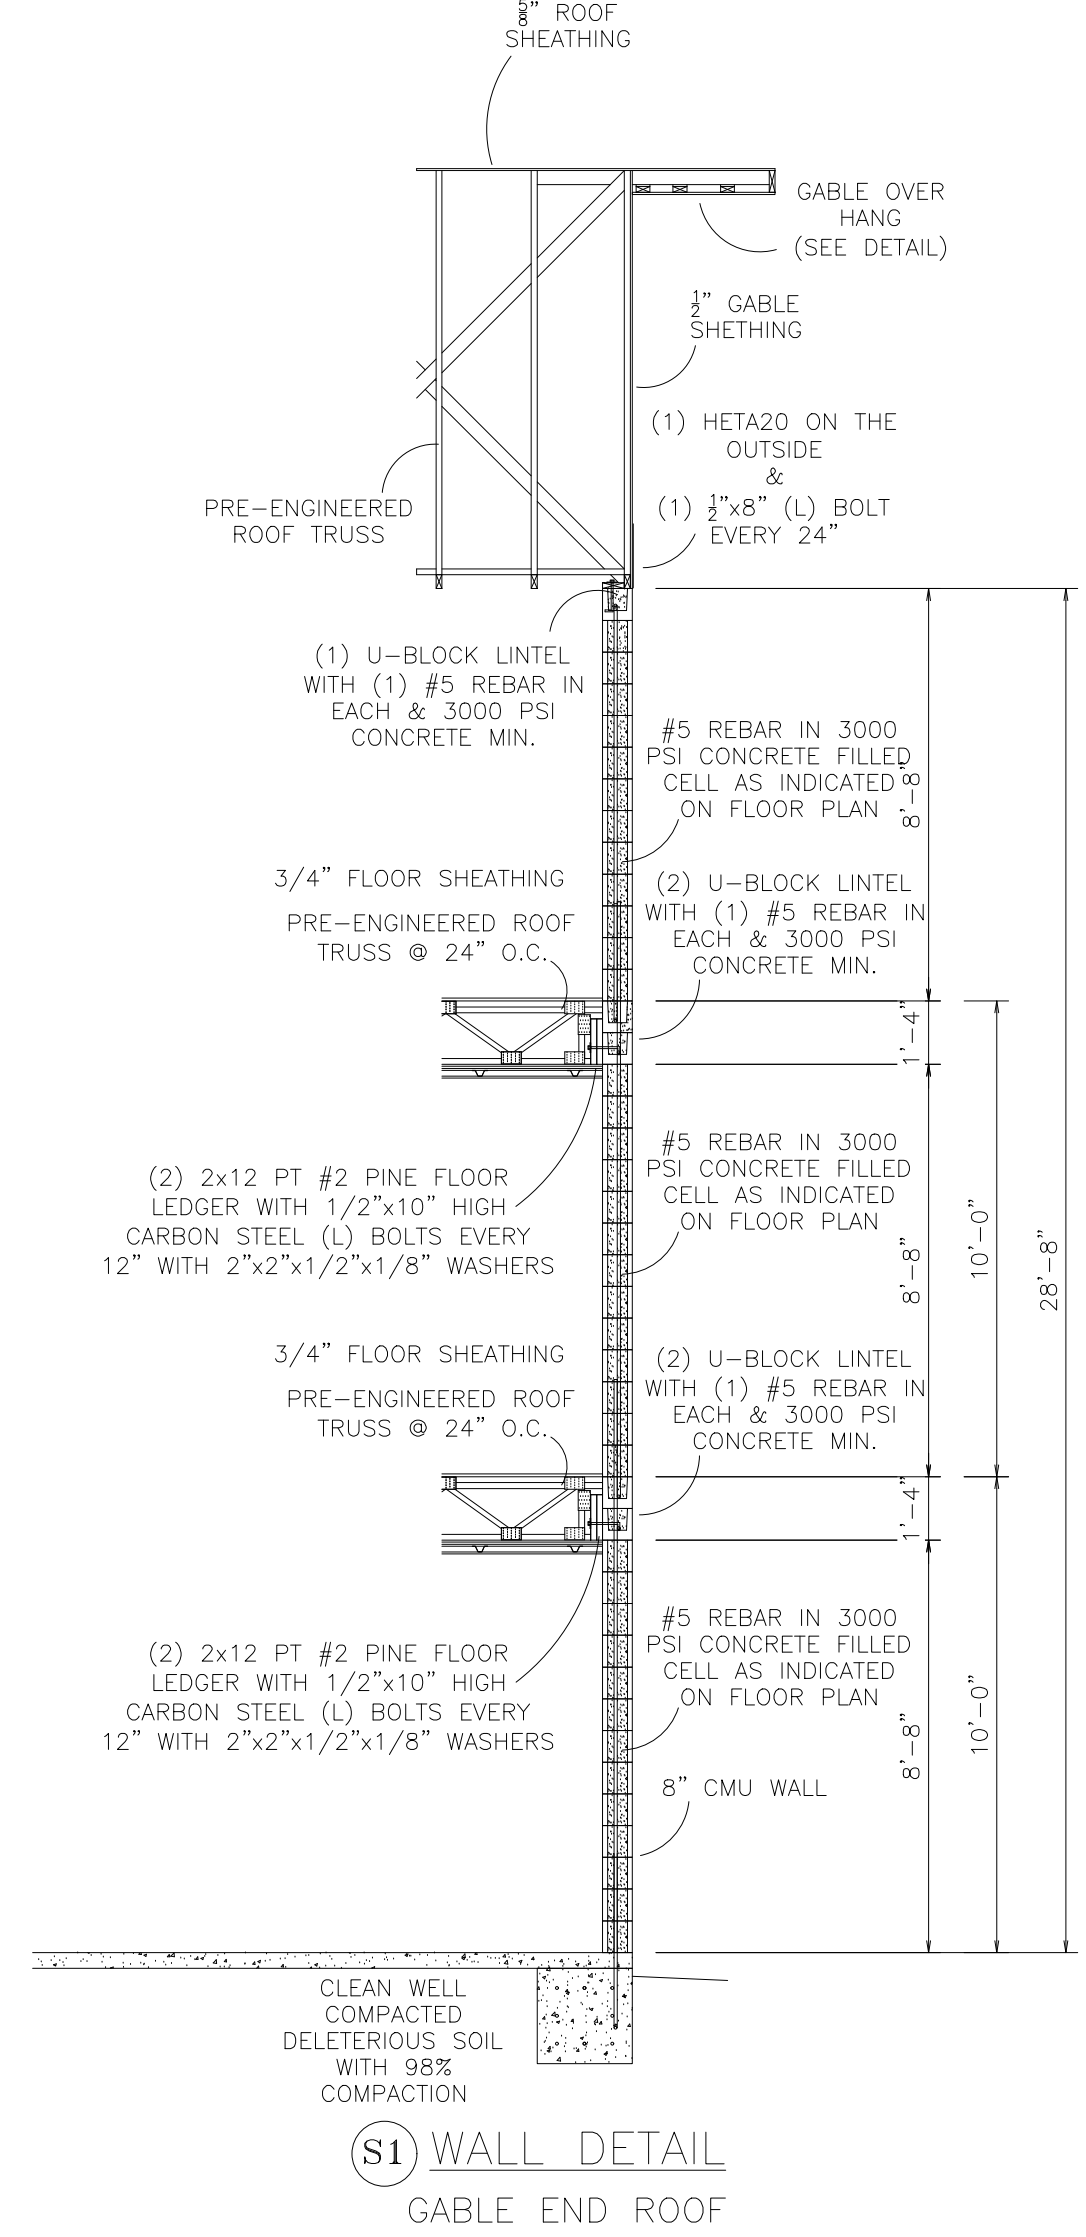 ⅝” ROOF
SHEATHING
GABLE OVER
HANG
(SEE DETAIL)
½” GABLE
SHETHING
(1) HETA20 ON THE
OUTSIDE
&
(1) ½”x8” (L) BOLT
EVERY 24”
PRE-ENGINEERED
ROOF TRUSS
(1) U-BLOCK LINTEL
WITH (1) #5 REBAR IN
EACH & 3000 PSI
CONCRETE MIN.
#5 REBAR IN 3000
PSI CONCRETE FILLED
CELL AS INDICATED
ON FLOOR PLAN
8’-8”
3/4” FLOOR SHEATHING
PRE-ENGINEERED ROOF
TRUSS @ 24” O.C.
(2) U-BLOCK LINTEL
WITH (1) #5 REBAR IN
EACH & 3000 PSI
CONCRETE MIN.
1’-4”
#5 REBAR IN 3000
PSI CONCRETE FILLED
CELL AS INDICATED
ON FLOOR PLAN
(2) 2x12 PT #2 PINE FLOOR
LEDGER WITH 1/2”x10” HIGH
CARBON STEEL (L) BOLTS EVERY
12” WITH 2”x2”x1/2”x1/8” WASHERS
8’-8”
10’-0”
28’-8”
3/4” FLOOR SHEATHING
PRE-ENGINEERED ROOF
TRUSS @ 24” O.C.
(2) U-BLOCK LINTEL
WITH (1) #5 REBAR IN
EACH & 3000 PSI
CONCRETE MIN.
1’-4”
#5 REBAR IN 3000
PSI CONCRETE FILLED
CELL AS INDICATED
ON FLOOR PLAN
(2) 2x12 PT #2 PINE FLOOR
LEDGER WITH 1/2”x10” HIGH
CARBON STEEL (L) BOLTS EVERY
12” WITH 2”x2”x1/2”x1/8” WASHERS
8’-8”
10’-0”
8” CMU WALL
CLEAN WELL
COMPACTED
DELETERIOUS SOIL
WITH 98%
COMPACTION
S1 WALL DETAIL
GABLE END ROOF